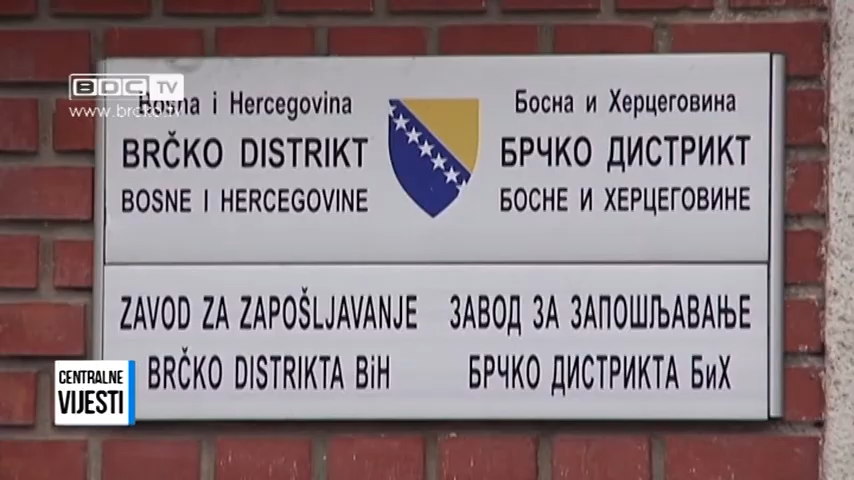 BDC TV
www.brcko.tv
Bosna i Hercegovina
BRČKO DISTRIKT
BOSNE I HERCEGOVINE
Босна и Херцеговина
БРЧКО ДИСТРИКТ
БОСНЕ И ХЕРЦЕГОВИНЕ
ZAVOD ZA ZAPOŠLJAVANJE
BRČKO DISTRIKTA BiH
ЗАВОД ЗА ЗАПОШЉАВАЊЕ
БРЧКО ДИСТРИКТА БиХ
CENTRALNE
VIJESTI